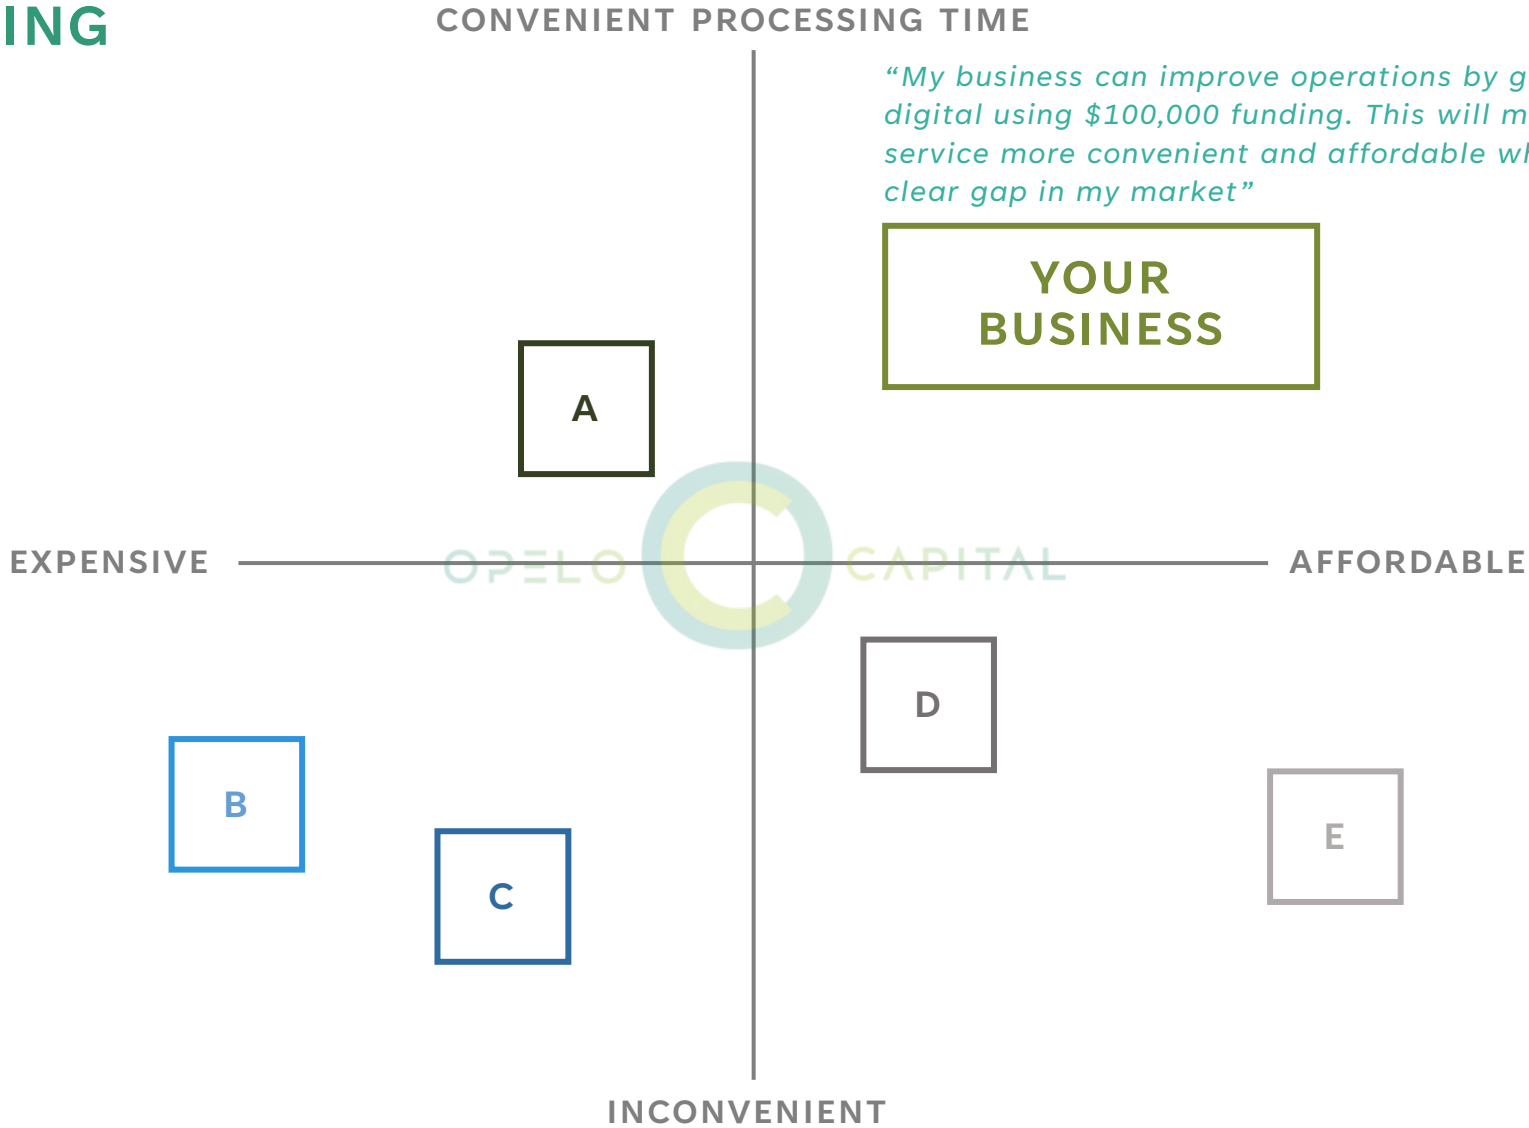 ING
CONVENIENT PROCESSING TIME
“My business can improve operations by g
digital using $100,000 funding. This will m
service more convenient and affordable wh
clear gap in my market”
YOUR
BUSINESS
A
EXPENSIVE
OPELO CAPITAL
AFFORDABLE
D
B
E
C
INCONVENIENT